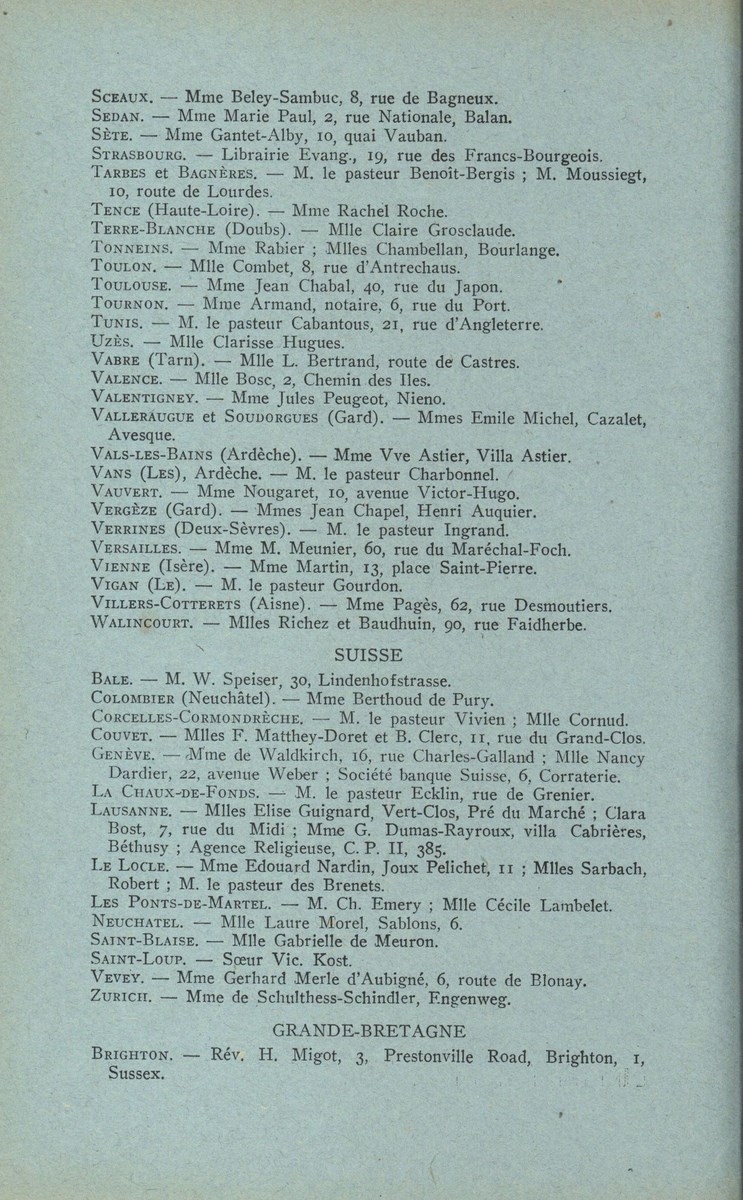 SCEAUX. — Mme Beley-Sambuc, 8, rue de Bagneux.
SEDAN. — Mme Marie Paul, 2, rue Nationale, Balan.
SÈTE. — Mme Gantet-Alby, 10, quai Vauban.
STRASBOURG. — Librairie Evang., 19, rue des Francs-Bourgeois.
TARBES et BAGNÈRES. — M. le pasteur Benoît-Bergis ; M. Moussiegt,
10, route de Lourdes.
TENCE (Haute-Loire). — Mme Rachel Roche.
TERRE-BLANCHE (Doubs). — Mlle Claire Grosclaude.
TONNEINS. — Mme Rabier ; Mlles Chambellan, Bourlange.
TOULON. — Mlle Combet, 8, rue d'Antrechaus.
TOULOUSE. — Mme Jean Chabal, 40, rue du Japon.
TOURNON. — Mme Armand, notaire, 6, rue du Port.
TUNIS. — M. le pasteur Cabantous, 21, rue d'Angleterre.
UZÈS. — Mlle Clarisse Hugues.
VABRE (Tarn). — Mlle L. Bertrand, route de Castres.
VALENCE. — Mlle Bosc, 2, Chemin des Iles.
VALENTIGNEY. — Mme Jules Peugeot, Nieno.
VALLERAUGUE et SOUDORGUES (Gard). — Mmes Emile Michel, Cazalet,
Avesque.
VALS-LES-BAINS (Ardèche). — Mme Vve Astier, Villa Astier.
VANS (LES), Ardèche. — M. le pasteur Charbonnel.
VAUVERT. — Mme Nougaret, 10, avenue Victor-Hugo.
VERGÈZE (Gard). — Mmes Jean Chapel, Henri Auquier.
VERRINES (Deux-Sèvres). — M. le pasteur Ingrand.
VERSAILLES. — Mme M. Meunier, 60, rue du Maréchal-Foch.
VIENNE (Isère). — Mme Martin, 13, place Saint-Pierre.
VIGAN (LE). — M. le pasteur Gourdon.
VILLERS-COTTERETS (Aisne). — Mme Pagès, 62, rue Desmoutiers.
WALINCOURT. — Mlles Richez et Baudhuin, 90, rue Faidherbe.
SUISSE
BALE. — M. W. Speiser, 30, Lindenhofstrasse.
COLOMBIER (Neuchâtel). — Mme Berthoud de Pury.
CORCELLES-CORMONDRÈCHE. — M. le pasteur Vivien ; Mlle Cornud.
COUVET. — Mlles F. Matthey-Doret et B. Clerc, 11, rue du Grand-Clos.
GENÈVE. — Mme de Waldkirch, 16, rue Charles-Galland ; Mlle Nancy
Dardier, 22, avenue Weber ; Société banque Suisse, 6, Corraterie.
LA CHAUX-DE-FONDS. — M. le pasteur Ecklin, rue de Grenier.
LAUSANNE. — Mlles Elise Guignard, Vert-Clos, Pré du Marché ; Clara
Bost, 7, rue du Midi ; Mme G. Dumas-Rayroux, villa Cabrières,
Béthusy ; Agence Religieuse, C. P. II, 385.
LE LOCLE. — Mme Edouard Nardin, Joux Pelichet, 11 ; Mlles Sarbach,
Robert ; M. le pasteur des Brenets.
LES PONTS-DE-MARTEL. — M. Ch. Emery ; Mlle Cécile Lambelet.
NEUCHATEL. — Mlle Laure Morel, Sablons, 6.
SAINT-BLAISE. — Mlle Gabrielle de Meuron.
SAINT-LOUP. — Sœur Vic. Kost.
VEVEY. — Mme Gerhard Merle d'Aubigné, 6, route de Blonay.
ZURICH. — Mme de Schulthess-Schindler, Engenweg.
GRANDE-BRETAGNE
BRIGHTON. — Rév. H. Migot, 3, Prestonville Road, Brighton, 1,
Sussex.